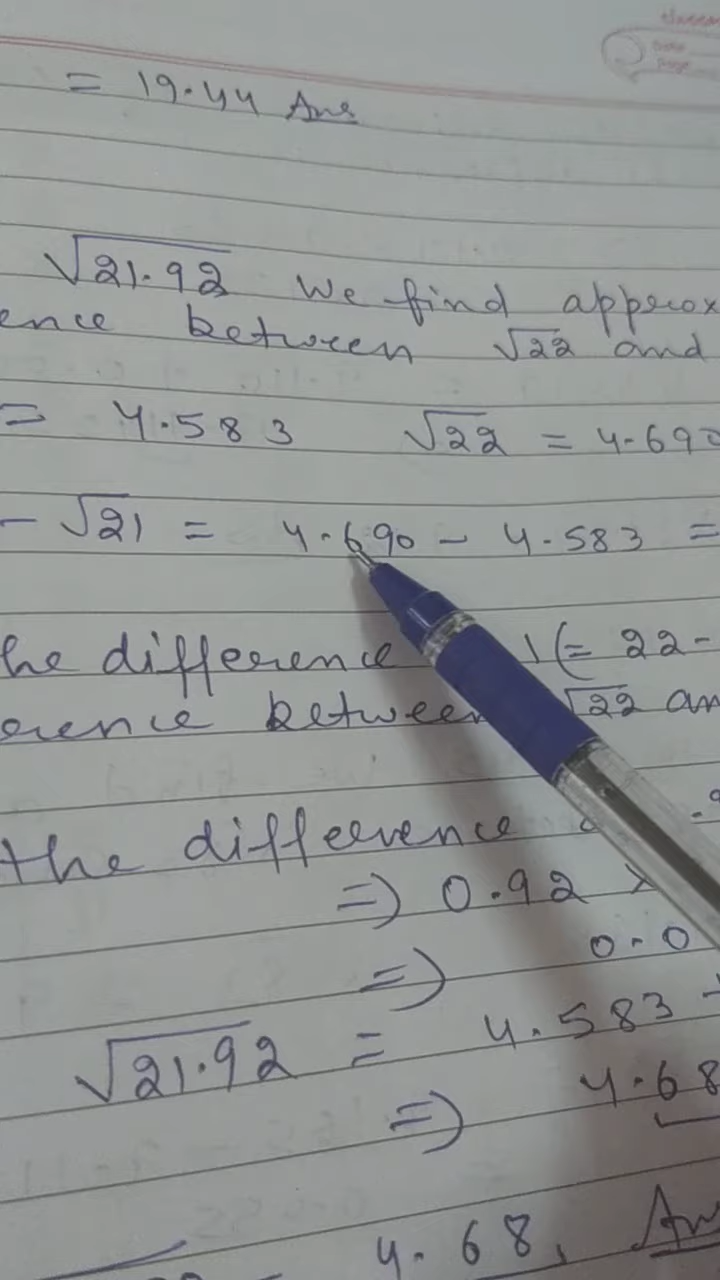 = 19.44 Ans
√21.92 We find approx
ence between √22 and
= 4.583 √22 = 4.690
- √21 = 4.690 - 4.583 =
he difference 1 (= 22 -
erence between √22 an
the difference
=) 0.92 ×
=) 0.0
√21.92 = 4.583 +
=) 4.68
4.68, Ans